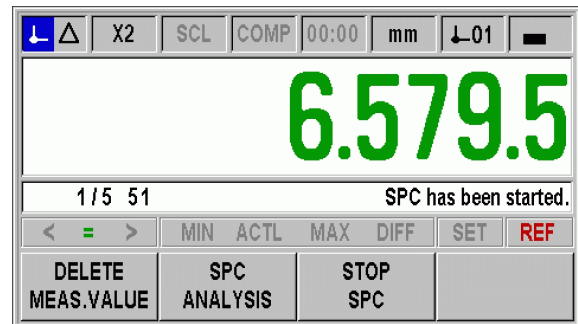 X2 SCL COMP 00:00 mm 01
6.579.5
1/5 51 SPC has been started.
< = > MIN ACTL MAX DIFF SET REF
DELETE SPC STOP
MEAS.VALUE ANALYSIS SPC